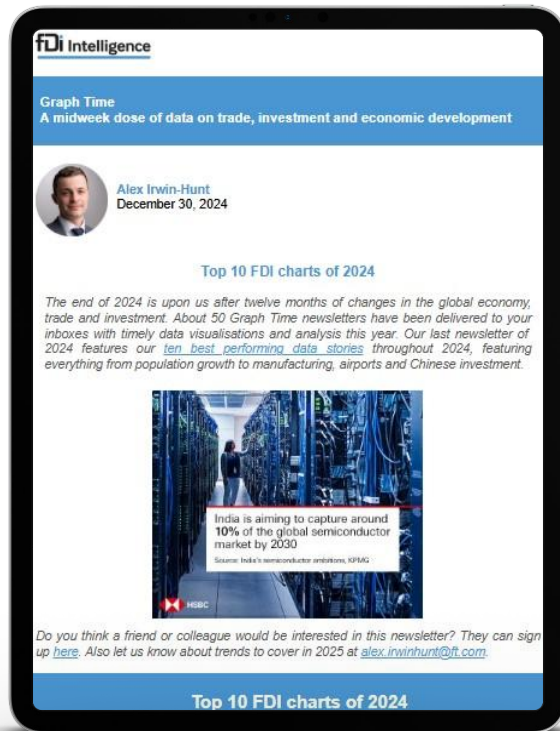 fDi Intelligence
Graph Time
A midweek dose of data on trade, investment and economic development
Alex Irwin-Hunt
December 30, 2024
Top 10 FDI charts of 2024
The end of 2024 is upon us after twelve months of changes in the global economy,
trade and investment. About 50 Graph Time newsletters have been delivered to your
inboxes with timely data visualisations and analysis this year. Our last newsletter of
2024 features our ten best performing data stories throughout 2024, featuring
everything from population growth to manufacturing, airports and Chinese investment.
India is aiming to capture around
10% of the global semiconductor
market by 2030
Source: India's semiconductor ambitions, KPMG
HSBC
Do you think a friend or colleague would be interested in this newsletter? They can sign
up here. Also let us know about trends to cover in 2025 at alex.irwinhunt@ft.com.
Top 10 FDI charts of 2024